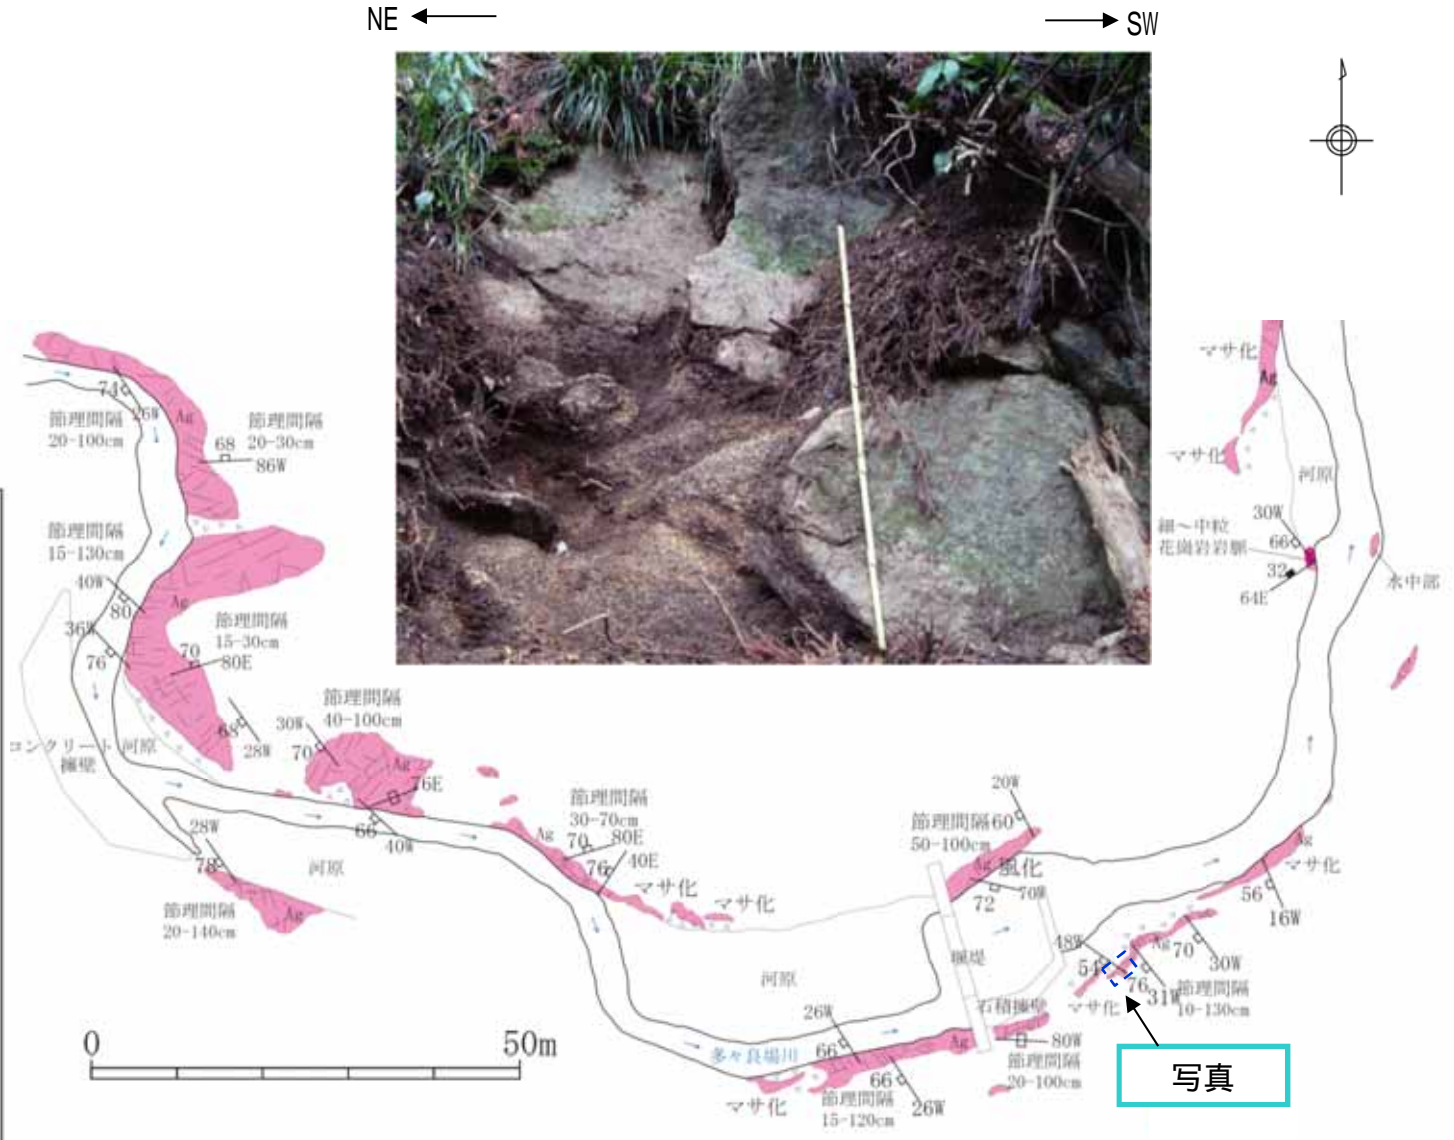 NE
SW
74
26W
Ag
節理間隔
20-100cm
節理間隔
20-30cm
68
86W
節理間隔
15-130cm
40W
80
Ag
36W
76
節理間隔
15-30cm
70
80E
68
28W
コンクリート
擁壁
河原
節理間隔
40-100cm
30W
70
Ag
76E
66
40W
28W
78
河原
節理間隔
20-140cm
Ag
節理間隔
30-70cm
Ag
70
80E
76
40E
マサ化
マサ化
河原
20W
60
節理間隔
50-100cm
Ag
風化
72
70W
堰堤
石積擁壁
26W
66
多々良場川
マサ化
66
26W
節理間隔
15-120cm
Ag
80W
節理間隔
20-100cm
48W
54
Ag
70
30W
76
31W
節理間隔
10-130cm
マサ化
写真
56
16W
Ag
マサ化
マサ化
Ag
マサ化
河原
30W
66
細～中粒
花崗岩岩脈
32
64E
水中部
0
50m